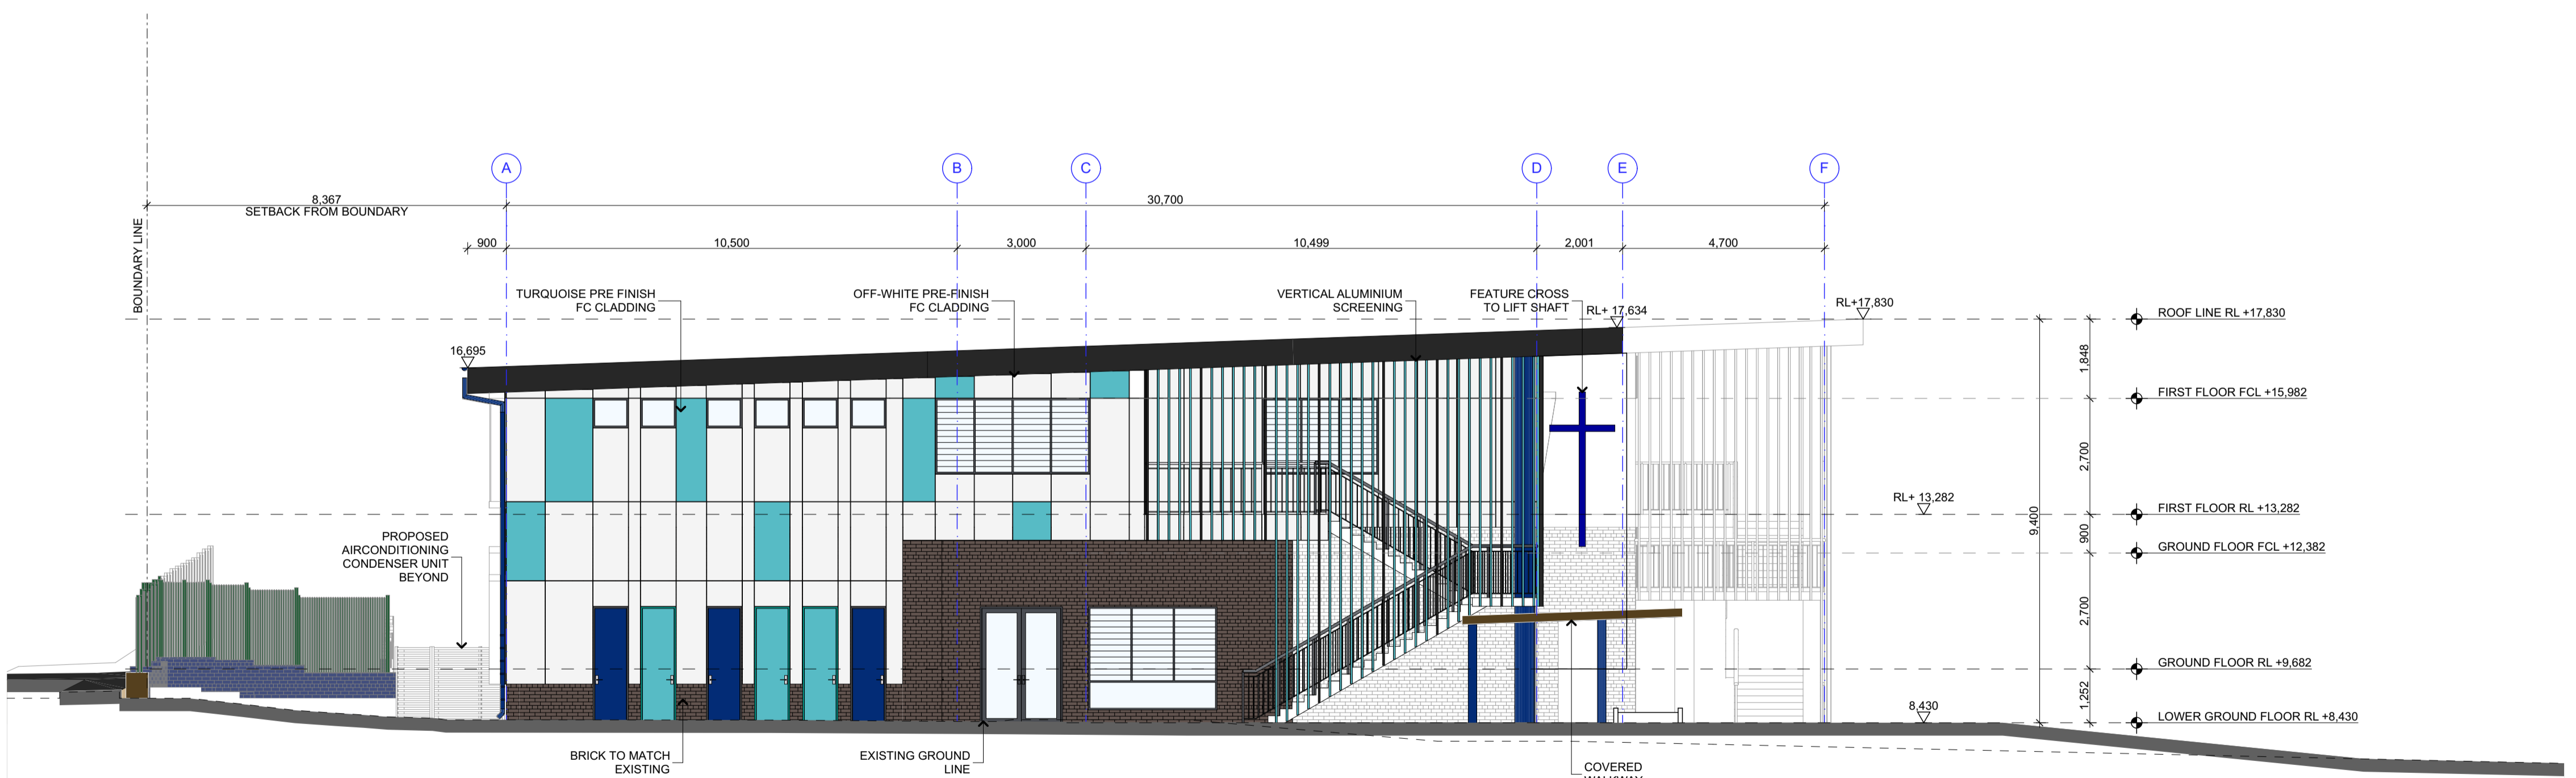 A
B
C
D
E
F
8,367
SETBACK FROM BOUNDARY
30,700
BOUNDARY LINE
900
10,500
3,000
10,499
2,001
4,700
TURQUOISE PRE FINISH
FC CLADDING
OFF-WHITE PRE-FINISH
FC CLADDING
VERTICAL ALUMINIUM
SCREENING
FEATURE CROSS
TO LIFT SHAFT
RL+ 17,634
RL+17,830
16,695
ROOF LINE RL +17,830
1,848
FIRST FLOOR FCL +15,982
2,700
RL+ 13,282
FIRST FLOOR RL +13,282
9,400
900
GROUND FLOOR FCL +12,382
2,700
GROUND FLOOR RL +9,682
1,252
8,430
LOWER GROUND FLOOR RL +8,430
PROPOSED
AIRCONDITIONING
CONDENSER UNIT
BEYOND
BRICK TO MATCH
EXISTING
EXISTING GROUND
LINE
COVERED
WALKWAY